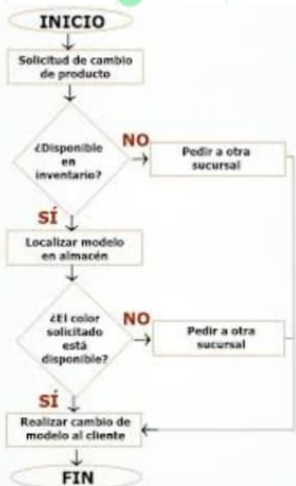 INICIO
Solicitud de cambio
de producto
¿Disponible
en
inventario?
NO
Pedir a otra
sucursal
SÍ
Localizar modelo
en almacén
¿El color
solicitado
está
disponible?
NO
Pedir a otra
sucursal
SÍ
Realizar cambio de
modelo al cliente
FIN